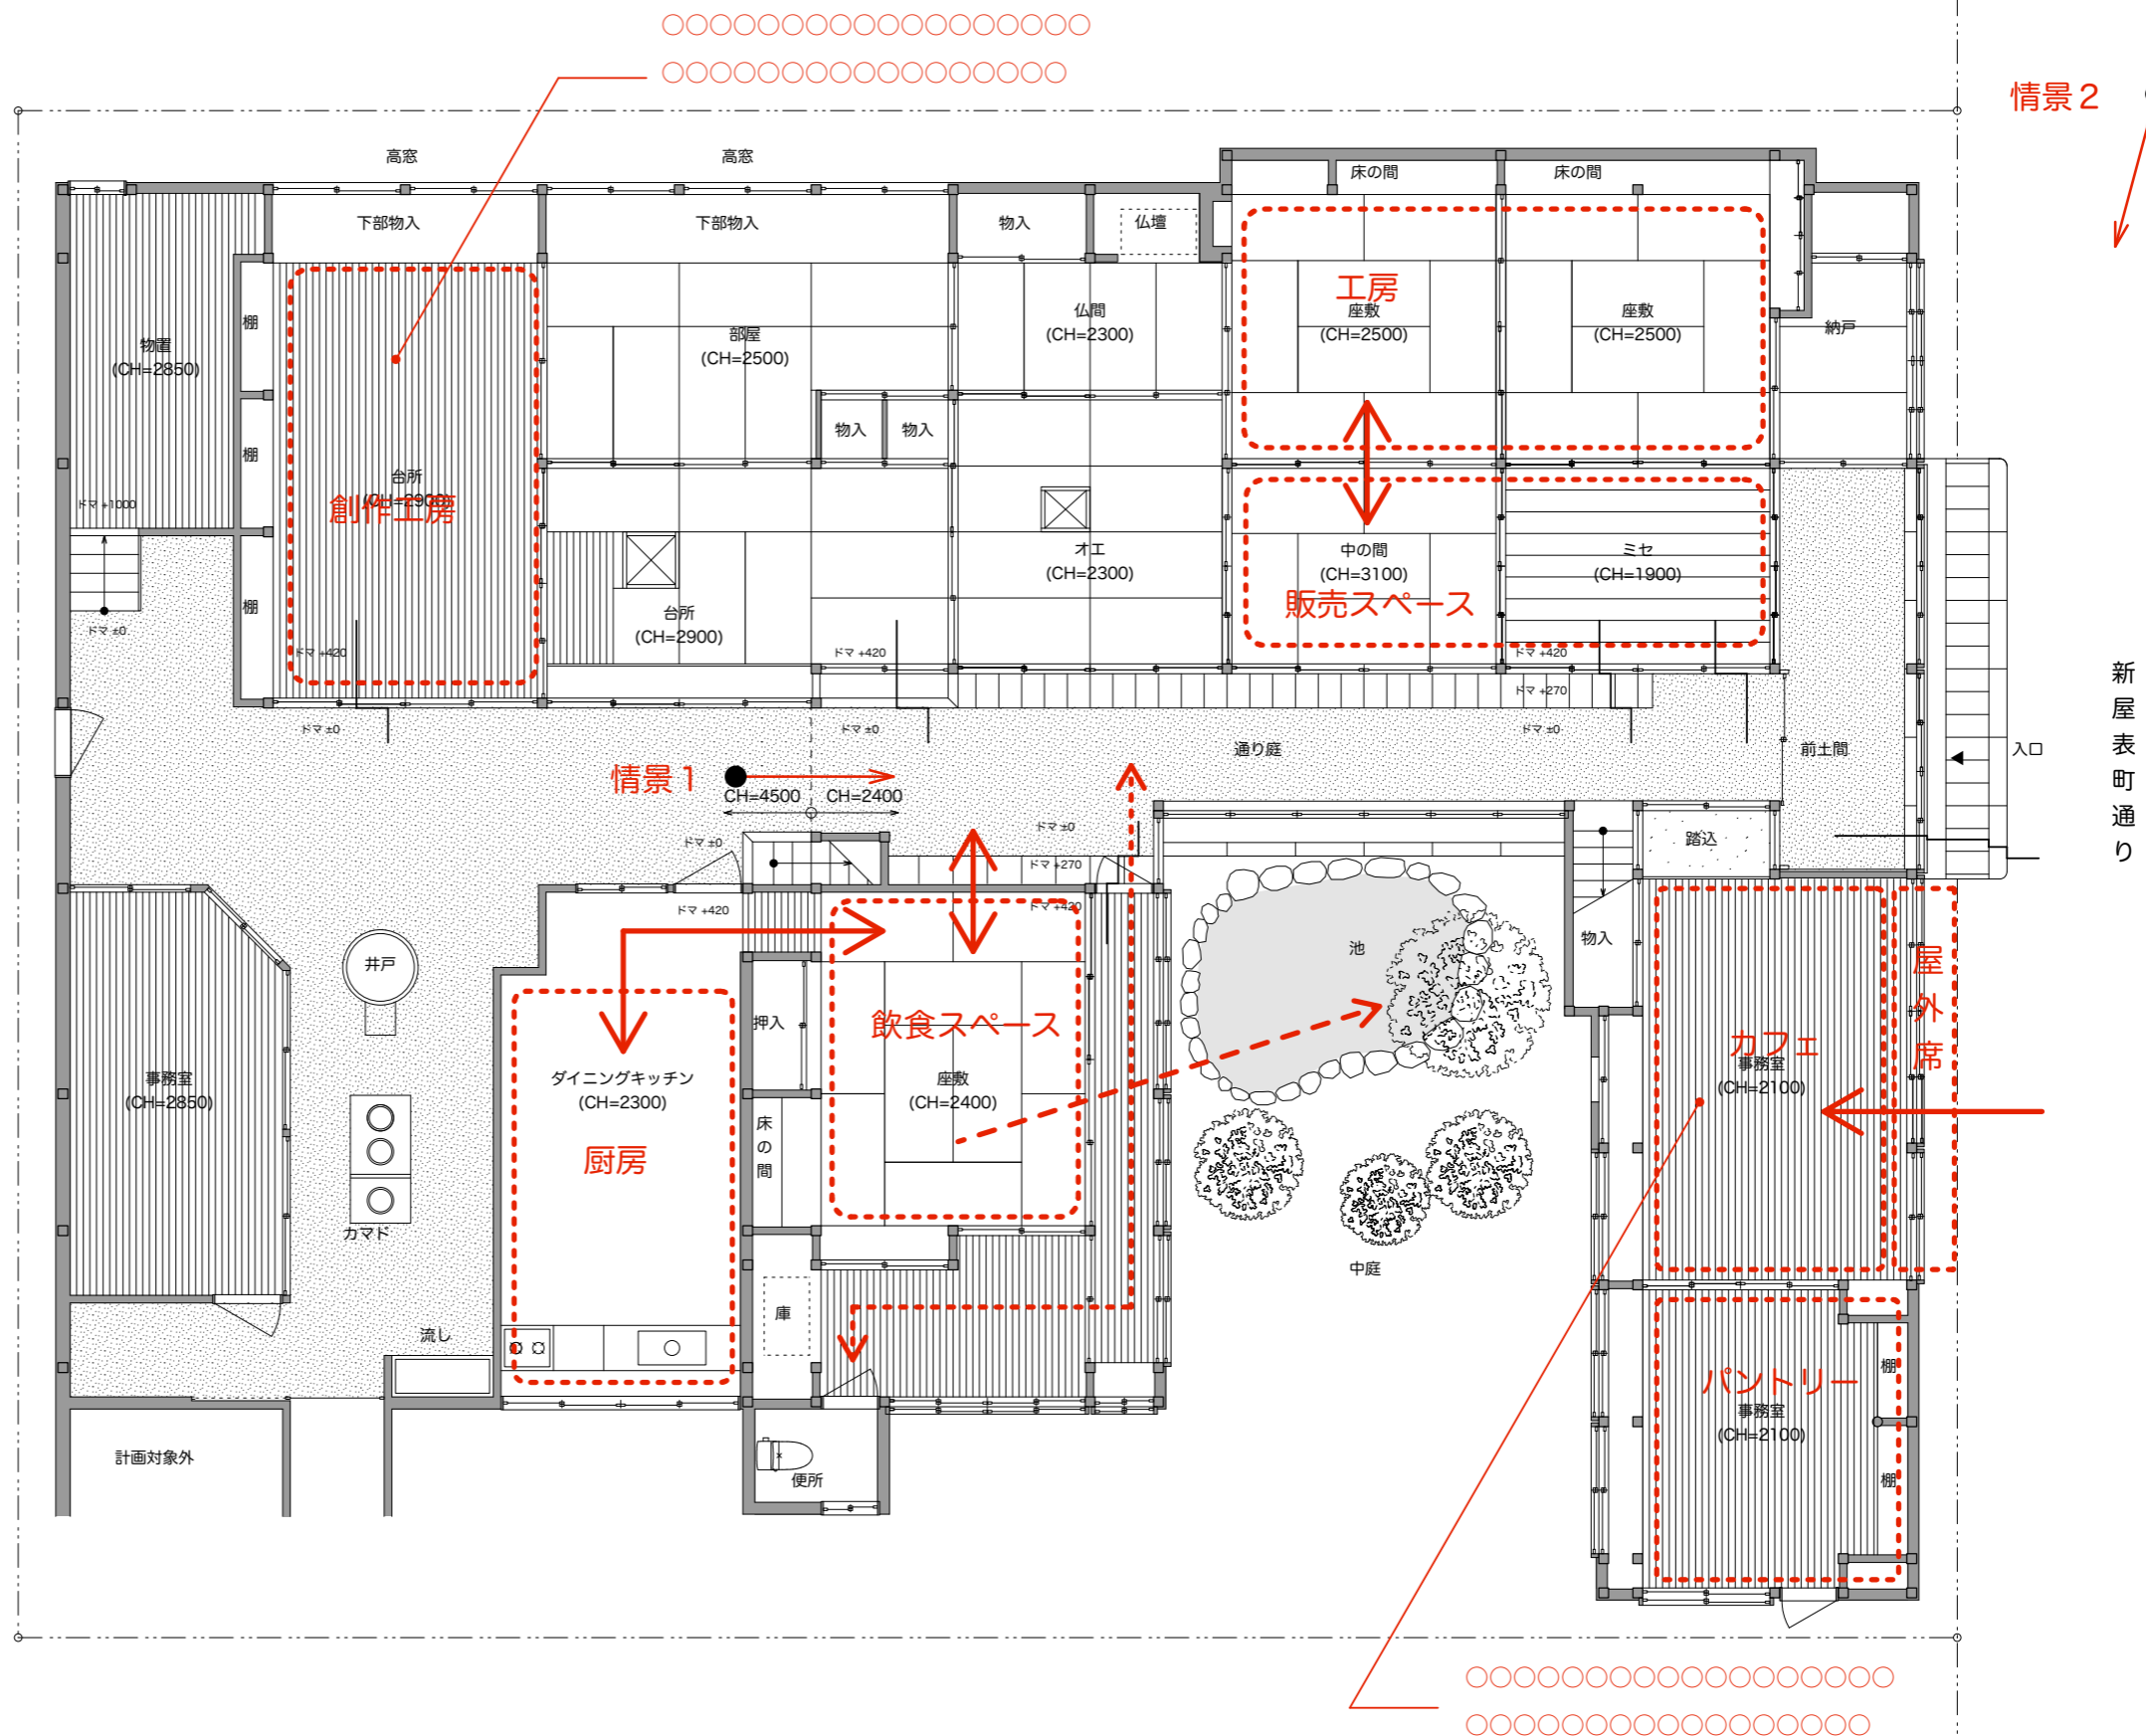 ○○○○○○○○○○○○○○○○○○
○○○○○○○○○○○○○○○○○
情景2
高窓
高窓
床の間
床の間
下部物入
下部物入
物入
仏壇
工房
座敷
(CH=2500)
座敷
(CH=2500)
仏間
(CH=2300)
納戸
棚
部屋
(CH=2500)
物置
(CH=2850)
物入
物入
棚
台所
(CH=2900)
創作工房
ドマ +1000
オエ
(CH=2300)
中の間
(CH=3100)
ミセ
(CH=1900)
販売スペース
棚
台所
(CH=2900)
ドマ ±0
ドマ +420
ドマ +420
ドマ +420
ドマ +270
ドマ ±0
ドマ ±0
ドマ ±0
通り庭
前土間
入口
新屋表町通り
情景1
CH=4500
CH=2400
ドマ ±0
ドマ ±0
ドマ +270
踏込
ドマ +420
ドマ +420
池
物入
屋外席
井戸
押入
飲食スペース
カフェ
事務室
(CH=2100)
事務室
(CH=2850)
ダイニングキッチン
(CH=2300)
座敷
(CH=2400)
床の間
厨房
カマド
中庭
庫
流し
棚
パントリー
事務室
(CH=2100)
計画対象外
便所
棚
○○○○○○○○○○○○○○○○○○
○○○○○○○○○○○○○○○○○